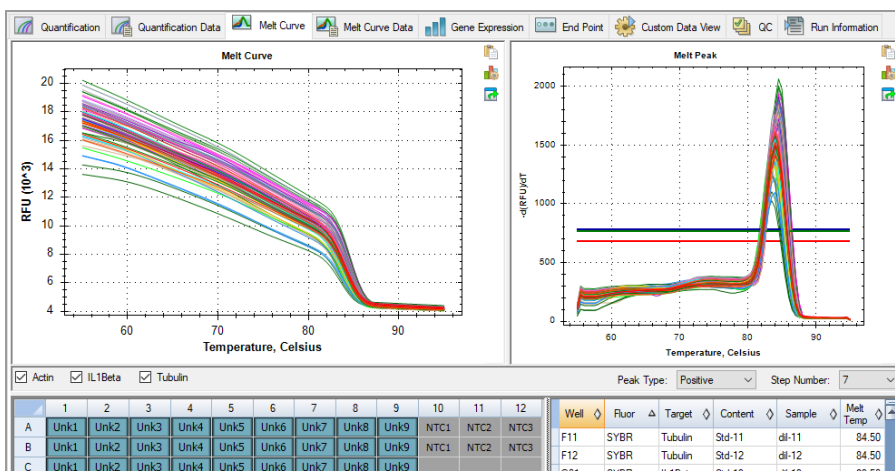 Quantification Quantification Data Melt Curve Melt Curve Data Gene Expression End Point Custom Data View QC Run Information
Melt Curve
20
18
16
14
12
10
8
6
4
RFU (10^3)
60 70 80 90
Temperature, Celsius
Melt Peak
2000
1500
1000
500
0
-d(RFU)/dT
60 70 80 90
Temperature, Celsius
Actin IL1Beta Tubulin
Peak Type: Positive Step Number: 7
1 2 3 4 5 6 7 8 9 10 11 12
A Unk1 Unk2 Unk3 Unk4 Unk5 Unk6 Unk7 Unk8 Unk9 NTC1 NTC2 NTC3
B Unk1 Unk2 Unk3 Unk4 Unk5 Unk6 Unk7 Unk8 Unk9 NTC1 NTC2 NTC3
C Unk1 Unk2 Unk3 Unk4 Unk5 Unk6 Unk7 Unk8 Unk9
Well Fluor Target Content Sample Melt Temp
F11 SYBR Tubulin Std-11 dil-11 84.50
F12 SYBR Tubulin Std-12 dil-12 84.50